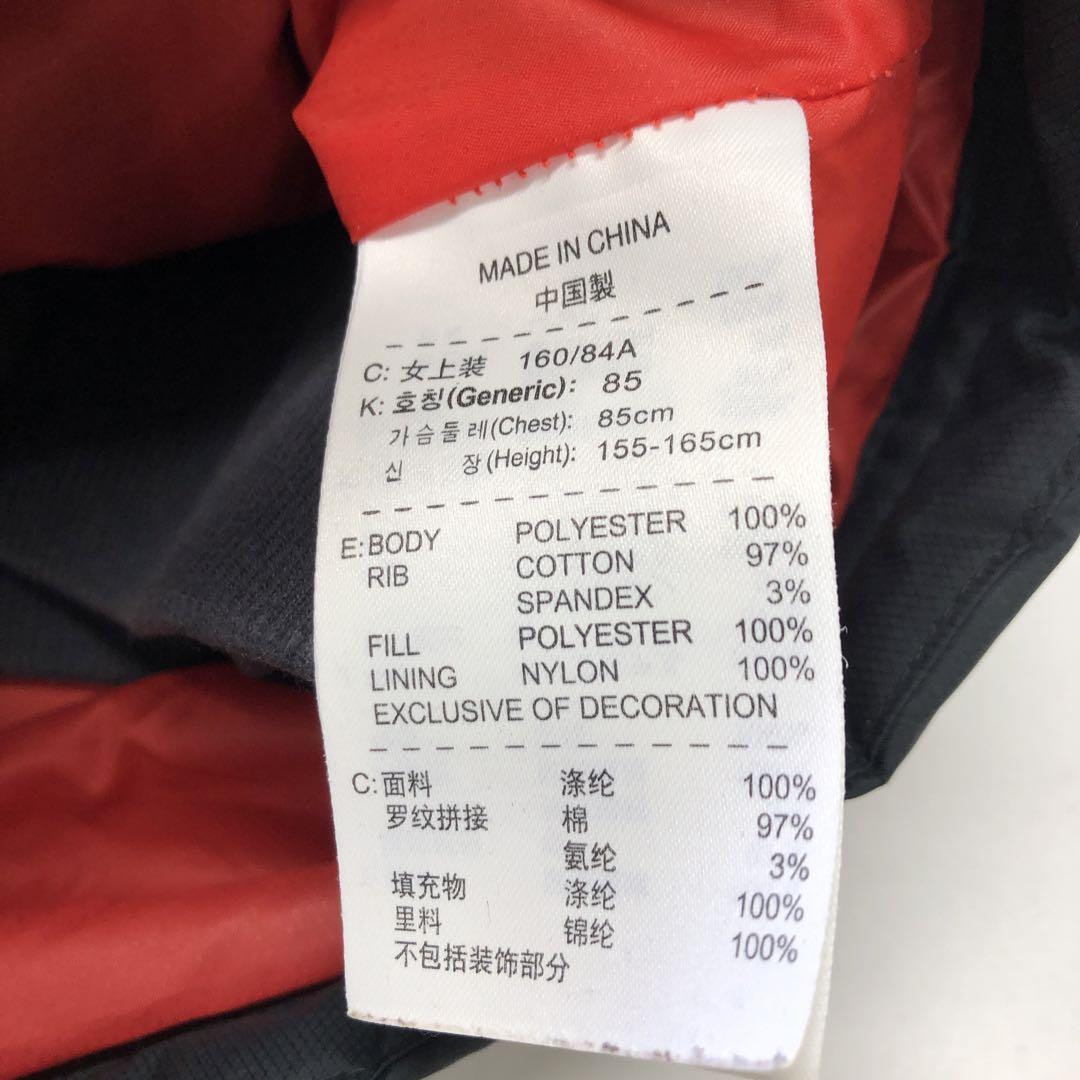 MADE IN CHINA
中国製
C: 女上装 160/84A
K: 호칭(Generic): 85
가슴둘레(Chest): 85cm
신 장(Height): 155-165cm
E: BODY POLYESTER 100%
RIB COTTON 97%
SPANDEX 3%
FILL POLYESTER 100%
LINING NYLON 100%
EXCLUSIVE OF DECORATION
C: 面料 涤纶 100%
罗纹拼接 棉 97%
氨纶 3%
填充物 涤纶 100%
里料 锦纶 100%
不包括装饰部分